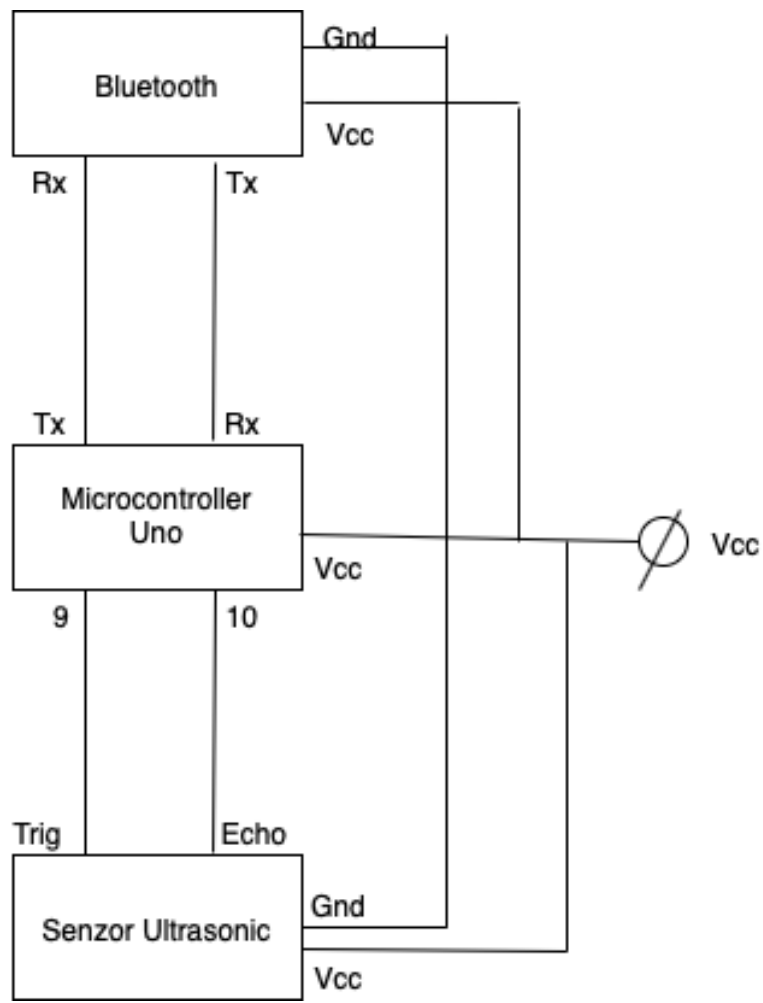 Gnd
Bluetooth
Vcc
Rx
Tx
Tx
Rx
Microcontroller
Uno
Vcc
Vcc
9
10
Trig
Echo
Gnd
Senzor Ultrasonic
Vcc